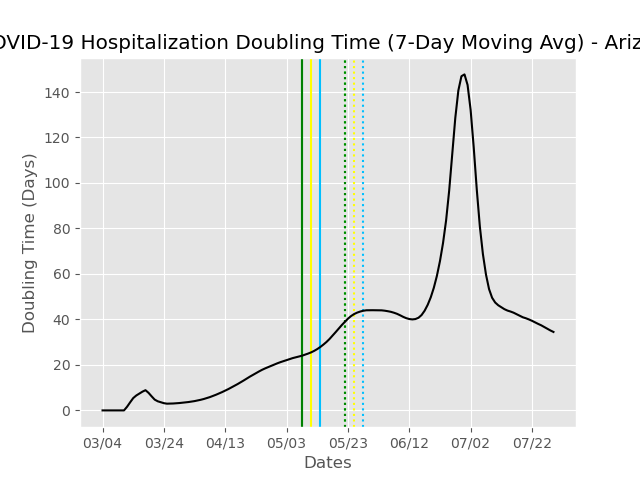 OVID-19 Hospitalization Doubling Time (7-Day Moving Avg) - Ariz
140
120
100
80
60
40
20
0
Doubling Time (Days)
03/04 03/24 04/13 05/03 05/23 06/12 07/02 07/22
Dates